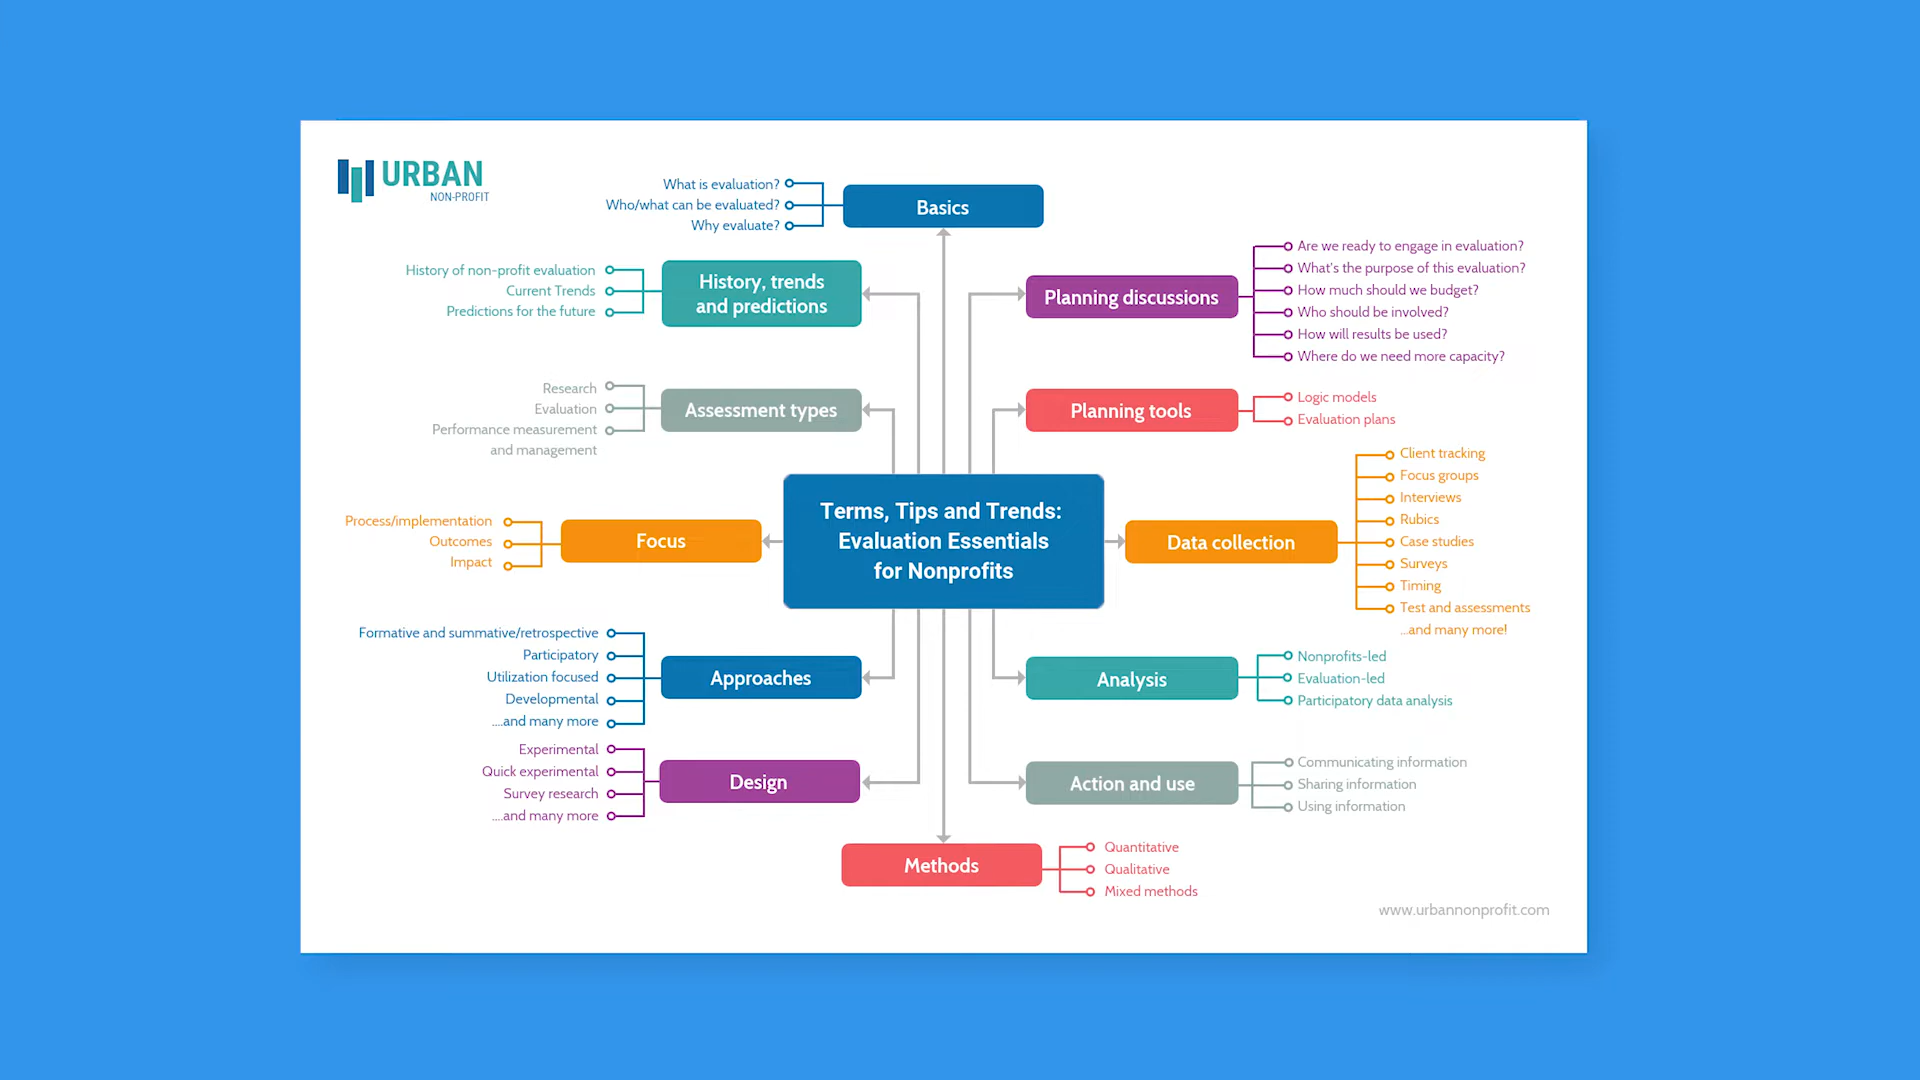 URBAN
NON-PROFIT
What is evaluation?
Who/what can be evaluated?
Why evaluate?
Basics
History of non-profit evaluation
Current Trends
Predictions for the future
History, trends
and predictions
Planning discussions
Are we ready to engage in evaluation?
What's the purpose of this evaluation?
How much should we budget?
Who should be involved?
How will results be used?
Where do we need more capacity?
Research
Evaluation
Performance measurement
and management
Assessment types
Planning tools
Logic models
Evaluation plans
Process/implementation
Outcomes
Impact
Focus
Terms, Tips and Trends:
Evaluation Essentials
for Nonprofits
Data collection
Client tracking
Focus groups
Interviews
Rubics
Case studies
Surveys
Timing
Test and assessments
...and many more!
Formative and summative/retrospective
Participatory
Utilization focused
Developmental
....and many more
Approaches
Analysis
Nonprofits-led
Evaluation-led
Participatory data analysis
Experimental
Quick experimental
Survey research
....and many more
Design
Action and use
Communicating information
Sharing information
Using information
Methods
Quantitative
Qualitative
Mixed methods
www.urbannonprofit.com